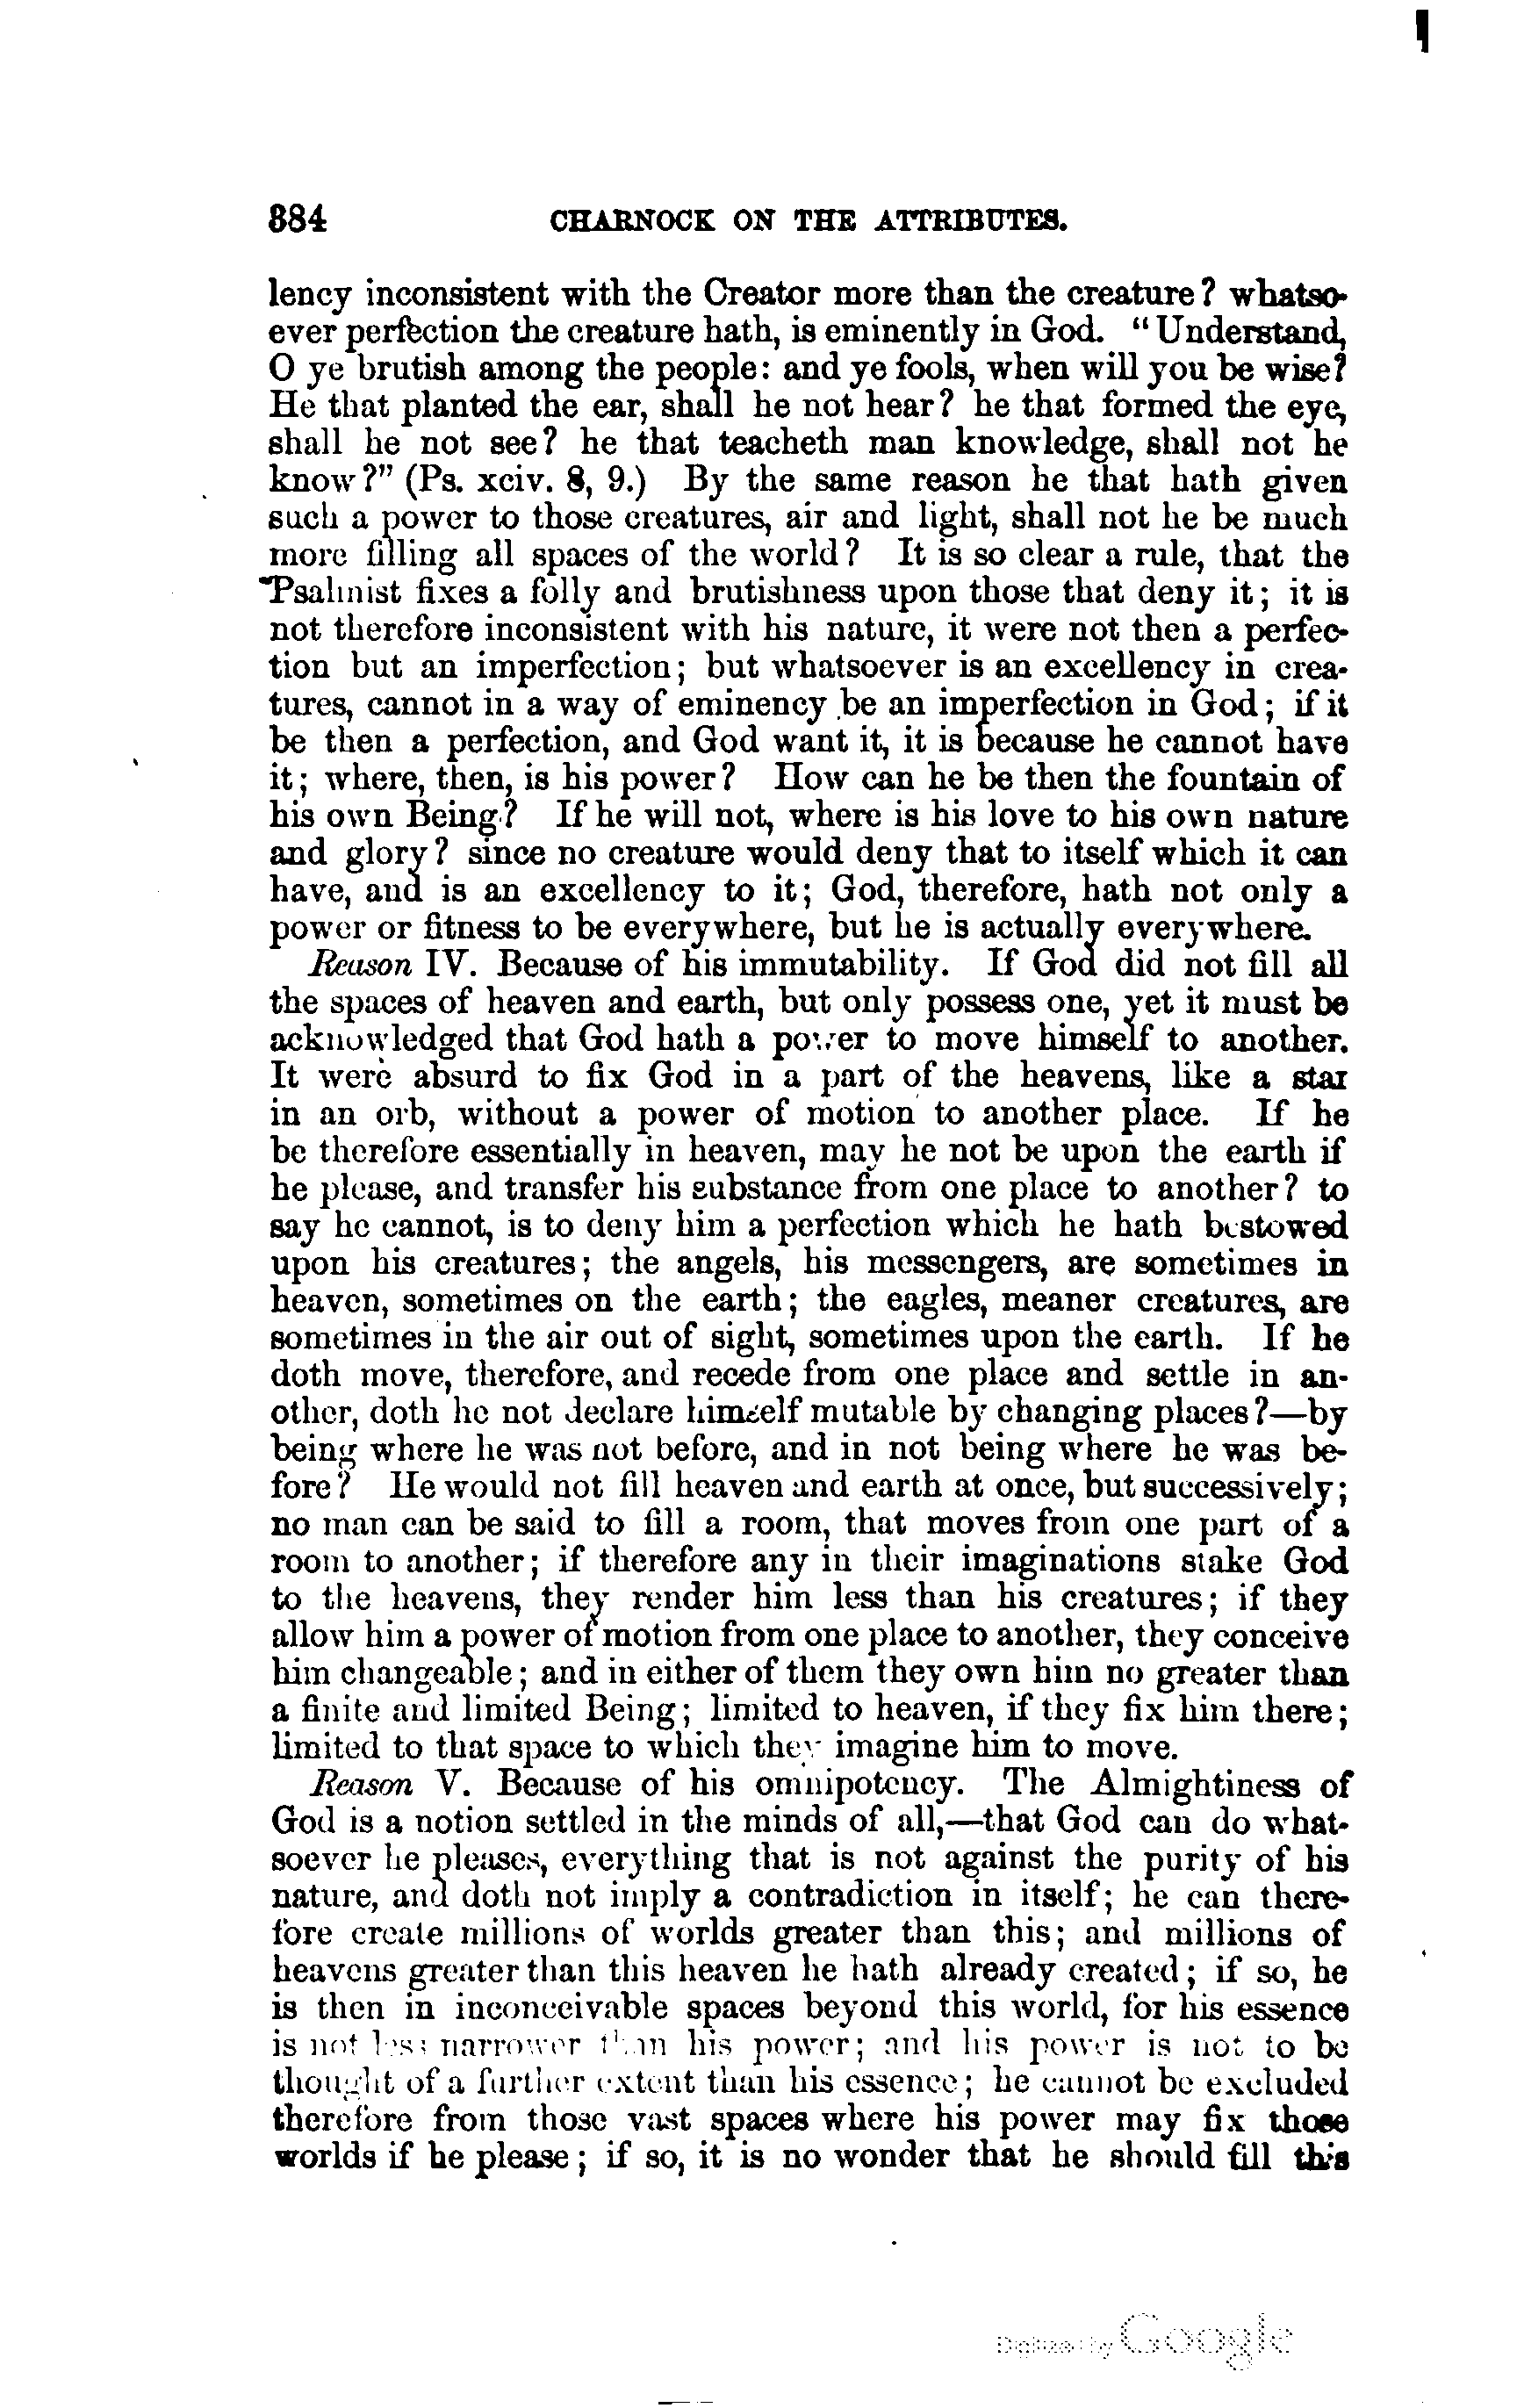 384 CHARNOCK ON THE ATTRIBUTES.
lency inconsistent with the Creator more than the creature? whatso-
ever perfection the creature hath, is eminently in God. "Understand,
O ye brutish among the people: and ye fools, when will you be wise?
He that planted the ear, shall he not hear? he that formed the eye,
shall he not see? he that teacheth man knowledge, shall not he
know?" (Ps. xciv. 8, 9.) By the same reason he that hath given
such a power to those creatures, air and light, shall not he be much
more filling all spaces of the world? It is so clear a rule, that the
Psalmist fixes a folly and brutishness upon those that deny it; it is
not therefore inconsistent with his nature, it were not then a perfec-
tion but an imperfection; but whatsoever is an excellency in crea-
tures, cannot in a way of eminency be an imperfection in God; if it
be then a perfection, and God want it, it is because he cannot have
it; where, then, is his power? How can he be then the fountain of
his own Being? If he will not, where is his love to his own nature
and glory? since no creature would deny that to itself which it can
have, and is an excellency to it; God, therefore, hath not only a
power or fitness to be everywhere, but he is actually everywhere.
Reason IV. Because of his immutability. If God did not fill all
the spaces of heaven and earth, but only possess one, yet it must be
acknowledged that God hath a power to move himself to another.
It were absurd to fix God in a part of the heavens, like a star
in an orb, without a power of motion to another place. If he
be therefore essentially in heaven, may he not be upon the earth if
he please, and transfer his substance from one place to another? to
say he cannot, is to deny him a perfection which he hath bestowed
upon his creatures; the angels, his messengers, are sometimes in
heaven, sometimes on the earth; the eagles, meaner creatures, are
sometimes in the air out of sight, sometimes upon the earth. If he
doth move, therefore, and recede from one place and settle in an-
other, doth he not declare himself mutable by changing places?—by
being where he was not before, and in not being where he was be-
fore? He would not fill heaven and earth at once, but successively;
no man can be said to fill a room, that moves from one part of a
room to another; if therefore any in their imaginations stake God
to the heavens, they render him less than his creatures; if they
allow him a power of motion from one place to another, they conceive
him changeable; and in either of them they own him no greater than
a finite and limited Being; limited to heaven, if they fix him there;
limited to that space to which they imagine him to move.
Reason V. Because of his omnipotency. The Almightiness of
God is a notion settled in the minds of all,—that God can do what-
soever he pleases, everything that is not against the purity of his
nature, and doth not imply a contradiction in itself; he can there-
fore create millions of worlds greater than this; and millions of
heavens greater than this heaven he hath already created; if so, he
is then in inconceivable spaces beyond this world, for his essence
is not less narrower than his power; and his power is not to be
thought of a further extent than his essence; he cannot be excluded
therefore from those vast spaces where his power may fix those
worlds if he please; if so, it is no wonder that he should fill this
Digitized by Google